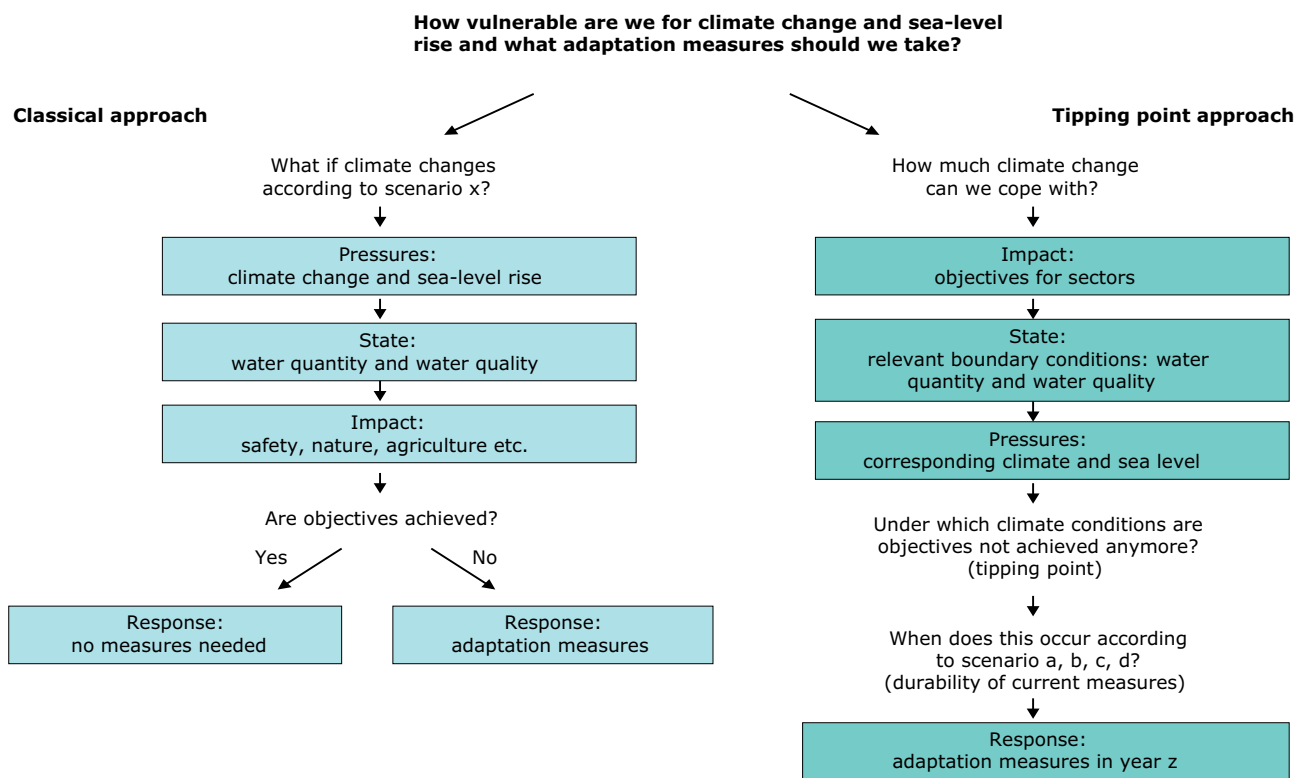 How vulnerable are we for climate change and sea-level
rise and what adaptation measures should we take?
Classical approach
What if climate changes
according to scenario x?
Pressures:
climate change and sea-level rise
State:
water quantity and water quality
Impact:
safety, nature, agriculture etc.
Are objectives achieved?
Yes
No
Response:
no measures needed
Response:
adaptation measures
Tipping point approach
How much climate change
can we cope with?
Impact:
objectives for sectors
State:
relevant boundary conditions: water
quantity and water quality
Pressures:
corresponding climate and sea level
Under which climate conditions are
objectives not achieved anymore?
(tipping point)
When does this occur according
to scenario a, b, c, d?
(durability of current measures)
Response:
adaptation measures in year z